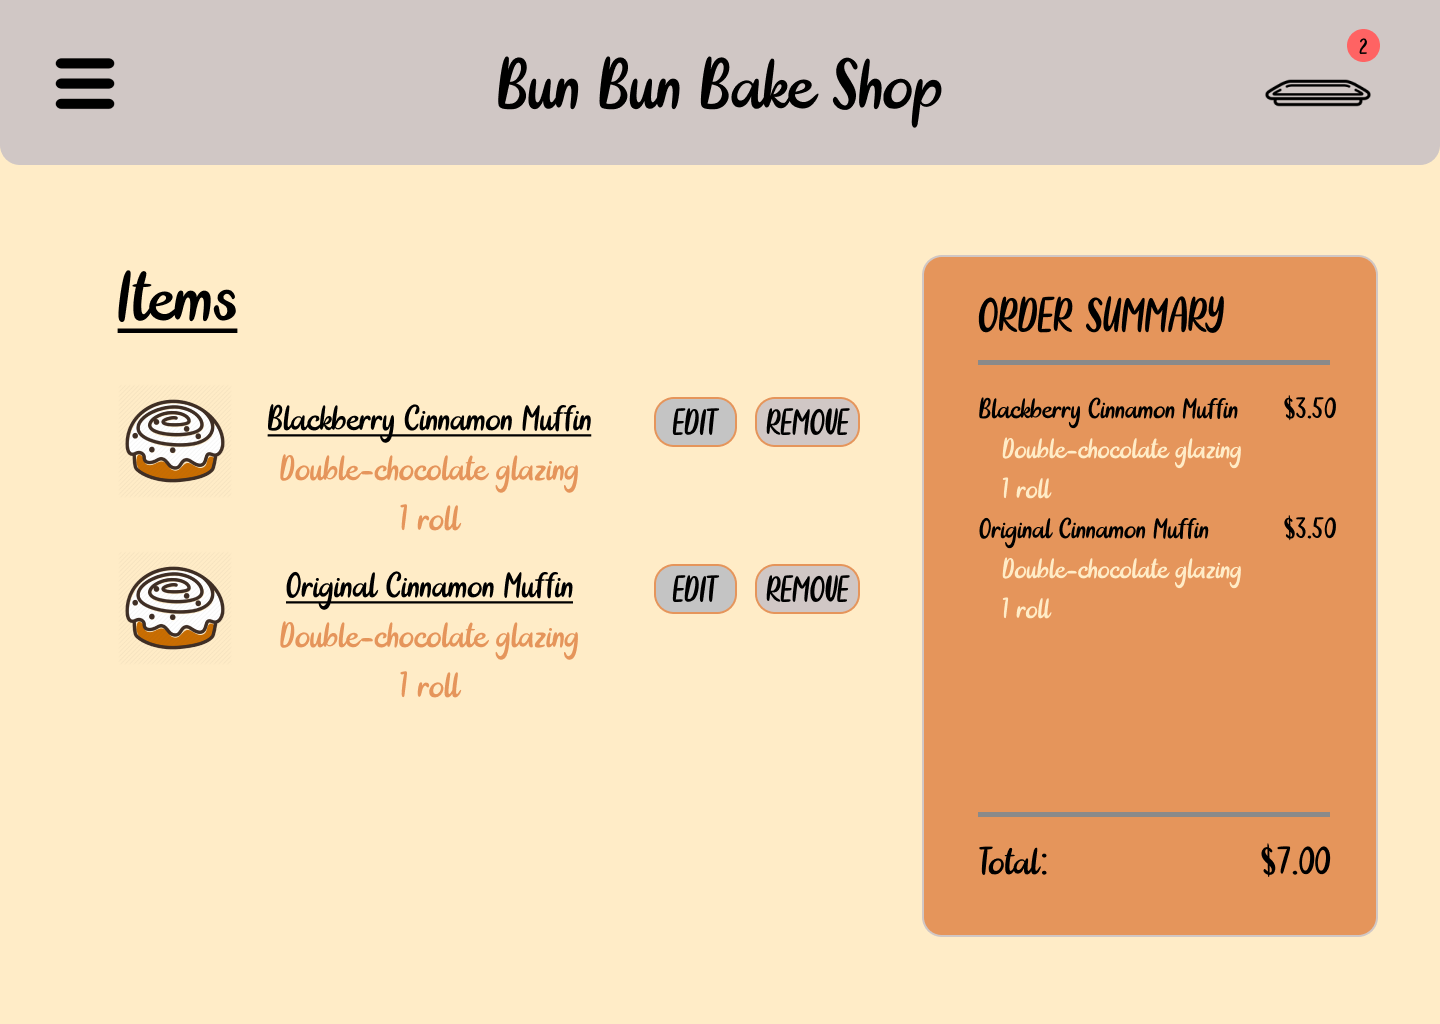 Bun Bun Bake Shop
2
Items
Blackberry Cinnamon Muffin
EDIT
REMOVE
Double-chocolate glazing
1 roll
Original Cinnamon Muffin
EDIT
REMOVE
Double-chocolate glazing
1 roll
ORDER SUMMARY
Blackberry Cinnamon Muffin $3.50
Double-chocolate glazing
1 roll
Original Cinnamon Muffin $3.50
Double-chocolate glazing
1 roll
Total: $7.00